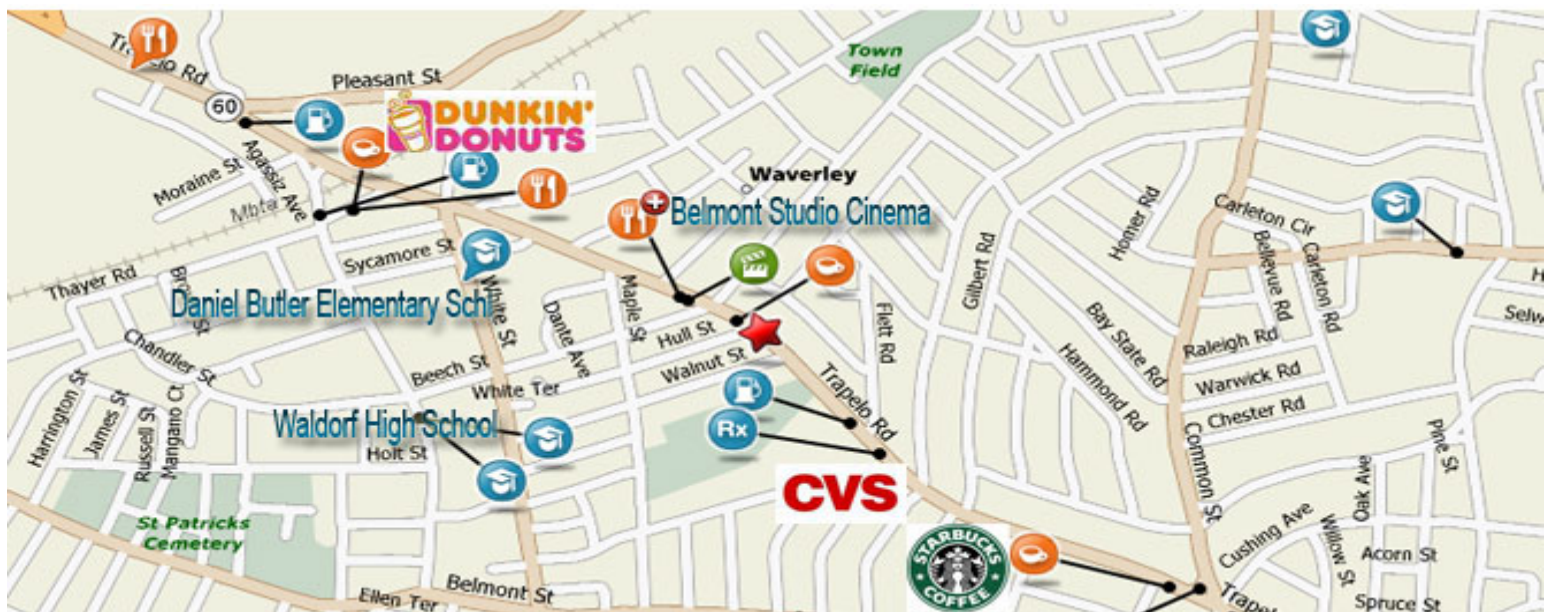 Pleasant St
60
DUNKIN'
DONUTS
Town
Field
Agassiz Ave
Moraine St
Mbta
Waverley
Belmont Studio Cinema
Homer Rd
Carleton Cir
Bellevue Rd
Carleton Rd
Sycamore St
Thayer Rd
Gilbert Rd
Daniel Butler Elementary Schl
White St
Dante Ave
Maple St
Hull St
Flett Rd
Bay State Rd
Selw
Chandler St
Beech St
Walnut St
Raleigh Rd
White Ter
Trapelo Rd
Hammond Rd
Warwick Rd
Chester Rd
Harrington St
James St
Russell St
Mangano Ct
Waldorf High School
Holt St
Rx
Common St
Pine St
CVS
Oak Ave
St Patricks
Cemetery
STARBUCKS
COFFEE
Cushing Ave
Willow St
Acorn St
Belmont St
Ellen Ter
Trapelo
Spruce St